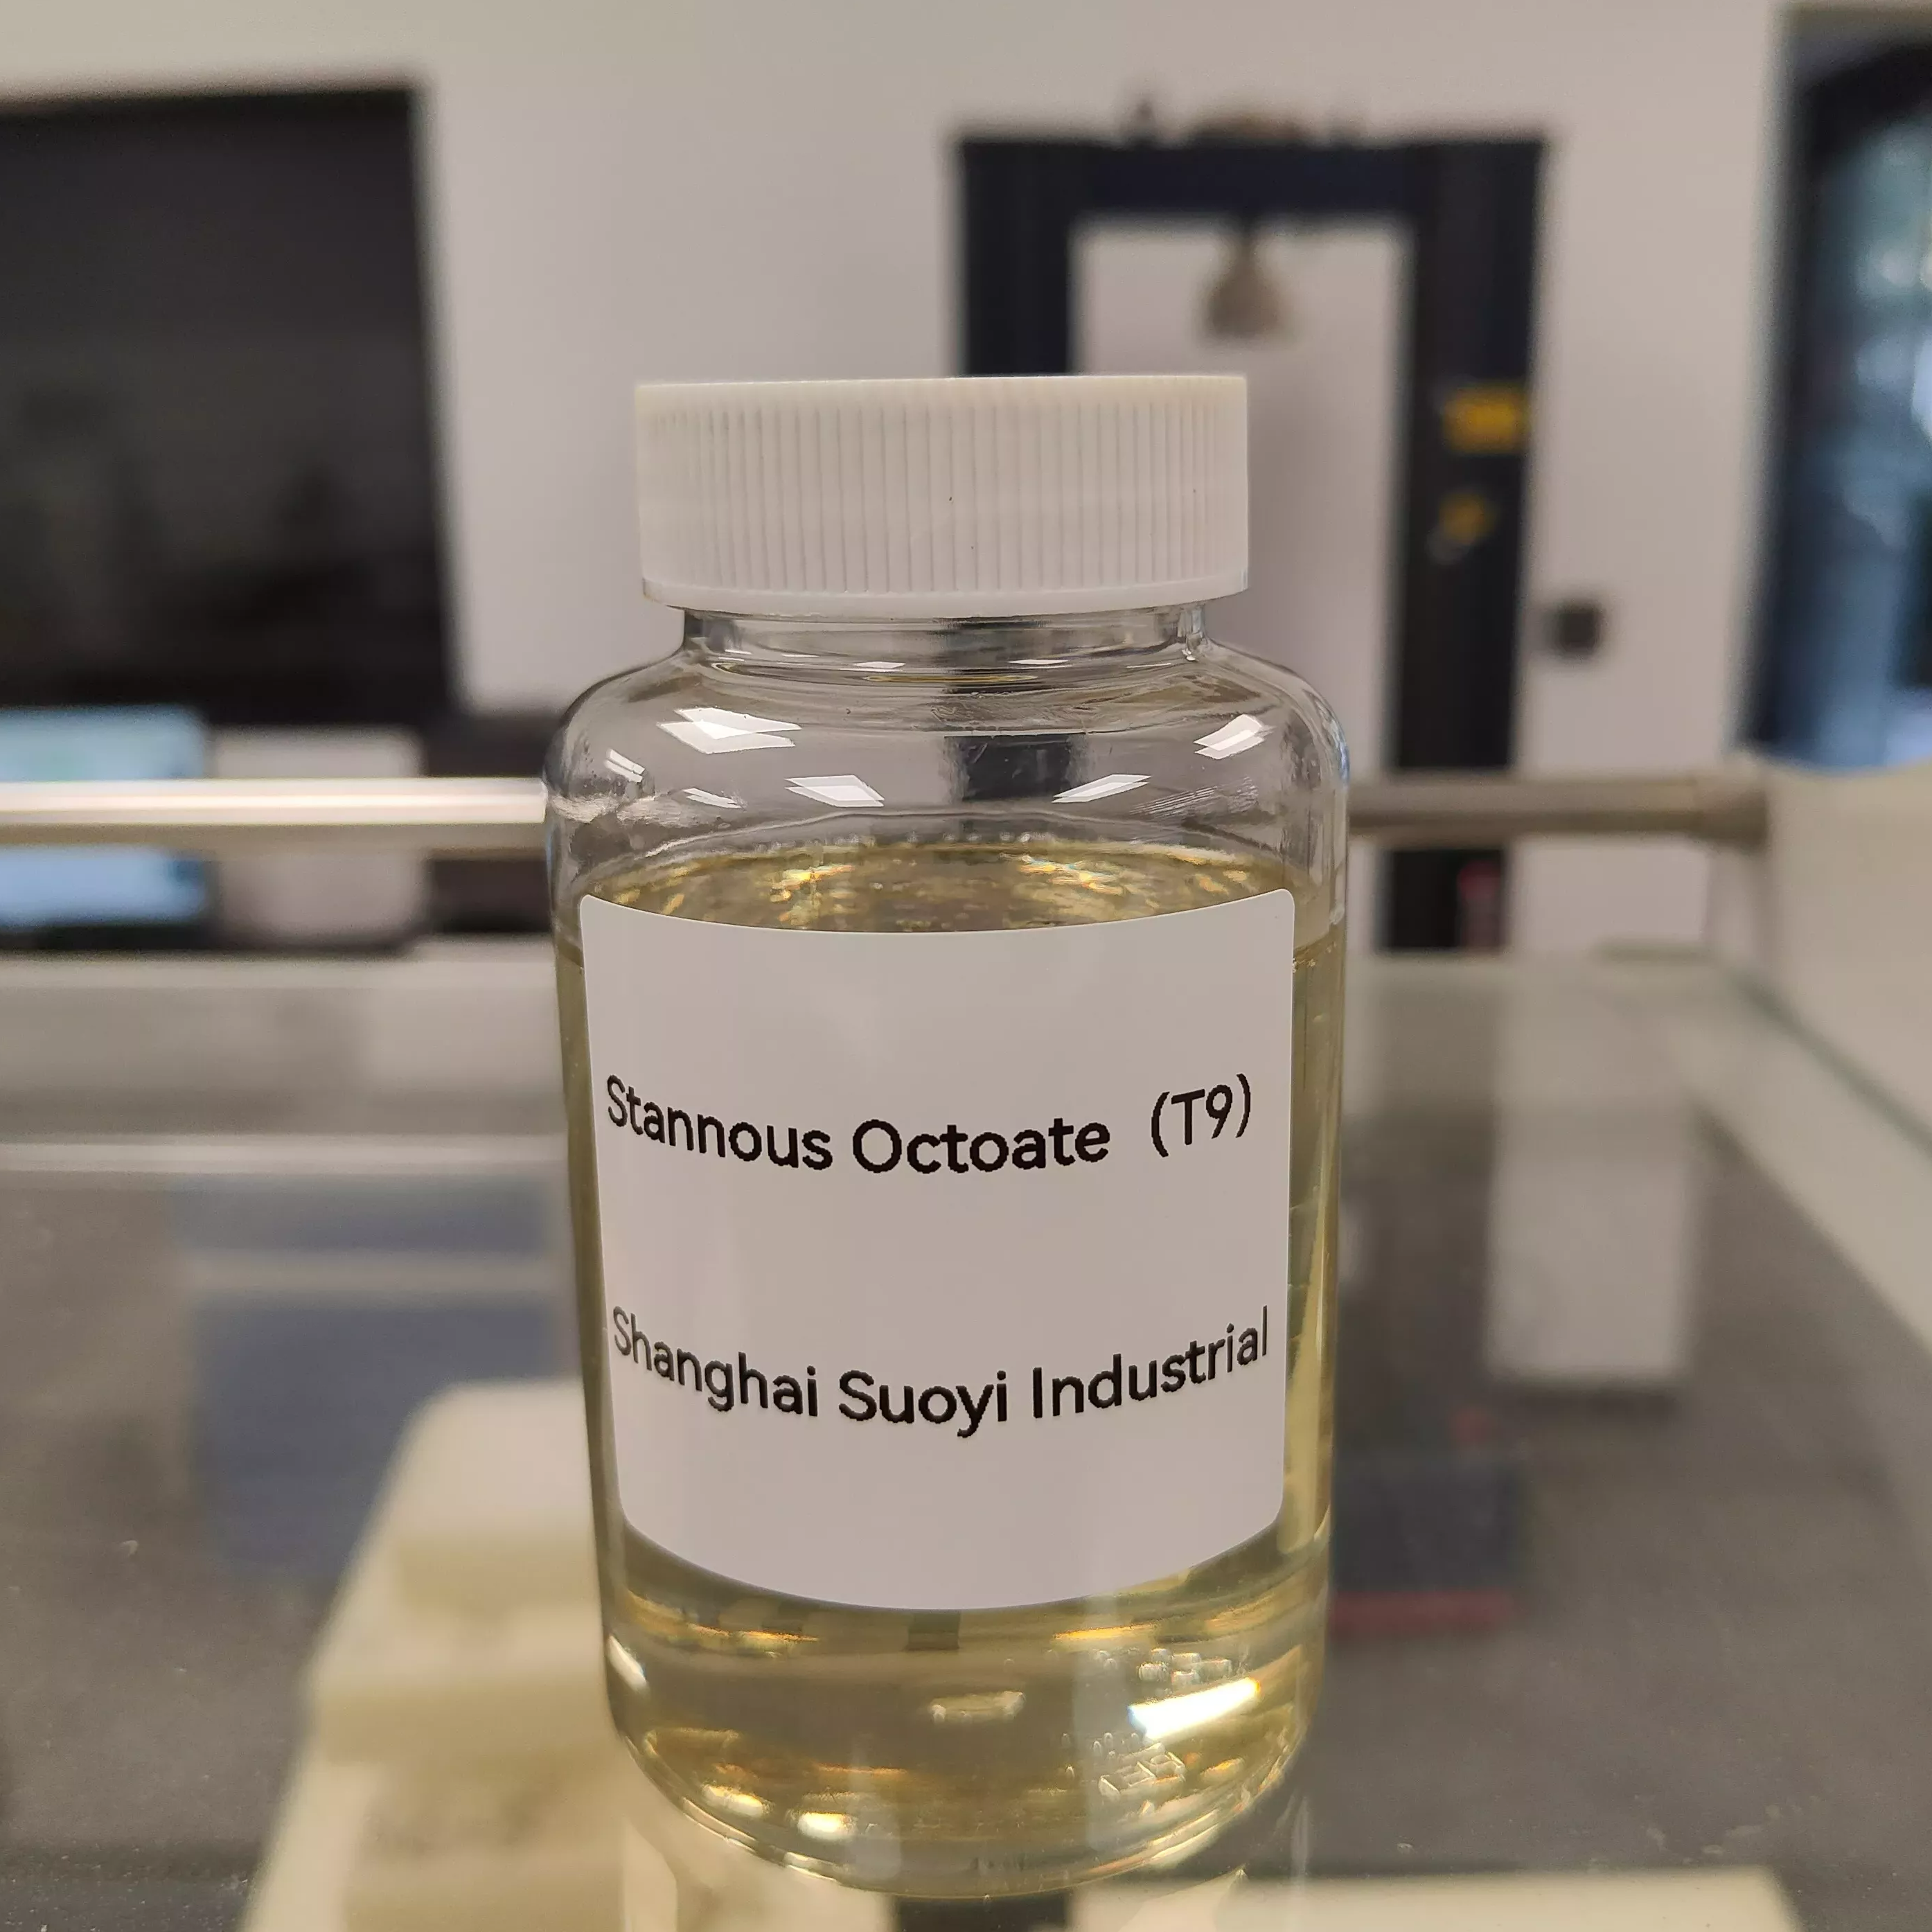 Stannous Octoate (T9)
Shanghai Suoyi Industrial